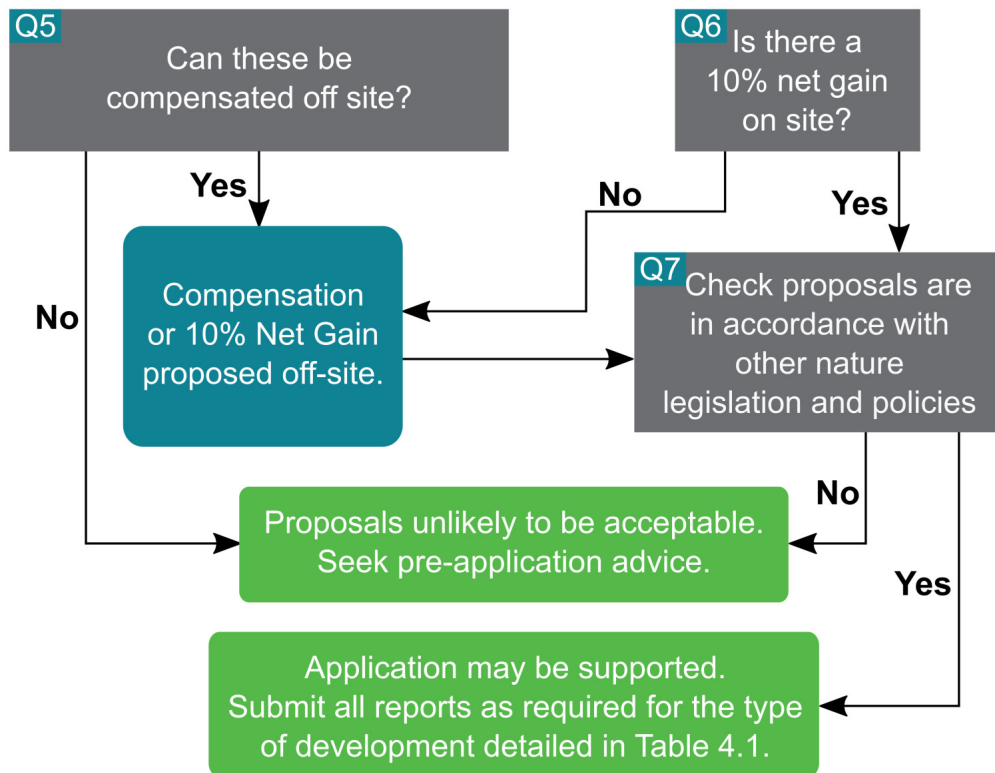 Q5
Can these be
compensated off site?
Q6
Is there a
10% net gain
on site?
Yes
No
Yes
No
Compensation
or 10% Net Gain
proposed off-site.
Q7
Check proposals are
in accordance with
other nature
legislation and policies
No
Yes
Proposals unlikely to be acceptable.
Seek pre-application advice.
Application may be supported.
Submit all reports as required for the type
of development detailed in Table 4.1.